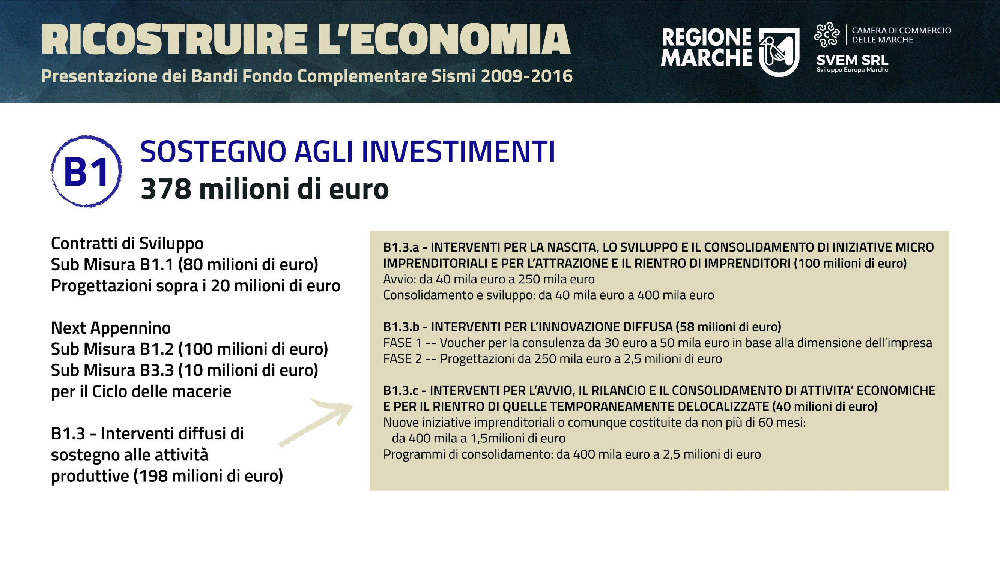 RICOSTRUIRE L'ECONOMIA
Presentazione dei Bandi Fondo Complementare Sismi 2009-2016
REGIONE
MARCHE
CAMERA DI COMMERCIO
DELLE MARCHE
SVEM SRL
Sviluppo Europa Marche
B1
SOSTEGNO AGLI INVESTIMENTI
378 milioni di euro
Contratti di Sviluppo
Sub Misura B1.1 (80 milioni di euro)
Progettazioni sopra i 20 milioni di euro
Next Appennino
Sub Misura B1.2 (100 milioni di euro)
Sub Misura B3.3 (10 milioni di euro)
per il Ciclo delle macerie
B1.3 - Interventi diffusi di
sostegno alle attività
produttive (198 milioni di euro)
B1.3.a - INTERVENTI PER LA NASCITA, LO SVILUPPO E IL CONSOLIDAMENTO DI INIZIATIVE MICRO
IMPRENDITORIALI E PER L'ATTRAZIONE E IL RIENTRO DI IMPRENDITORI (100 milioni di euro)
Avvio: da 40 mila euro a 250 mila euro
Consolidamento e sviluppo: da 40 mila euro a 400 mila euro
B1.3.b - INTERVENTI PER L'INNOVAZIONE DIFFUSA (58 milioni di euro)
FASE 1 -- Voucher per la consulenza da 30 euro a 50 mila euro in base alla dimensione dell'impresa
FASE 2 -- Progettazioni da 250 mila euro a 2,5 milioni di euro
B1.3.c - INTERVENTI PER L'AVVIO, IL RILANCIO E IL CONSOLIDAMENTO DI ATTIVITA' ECONOMICHE
E PER IL RIENTRO DI QUELLE TEMPORANEAMENTE DELOCALIZZATE (40 milioni di euro)
Nuove iniziative imprenditoriali o comunque costituite da non più di 60 mesi:
da 400 mila a 1,5milioni di euro
Programmi di consolidamento: da 400 mila euro a 2,5 milioni di euro